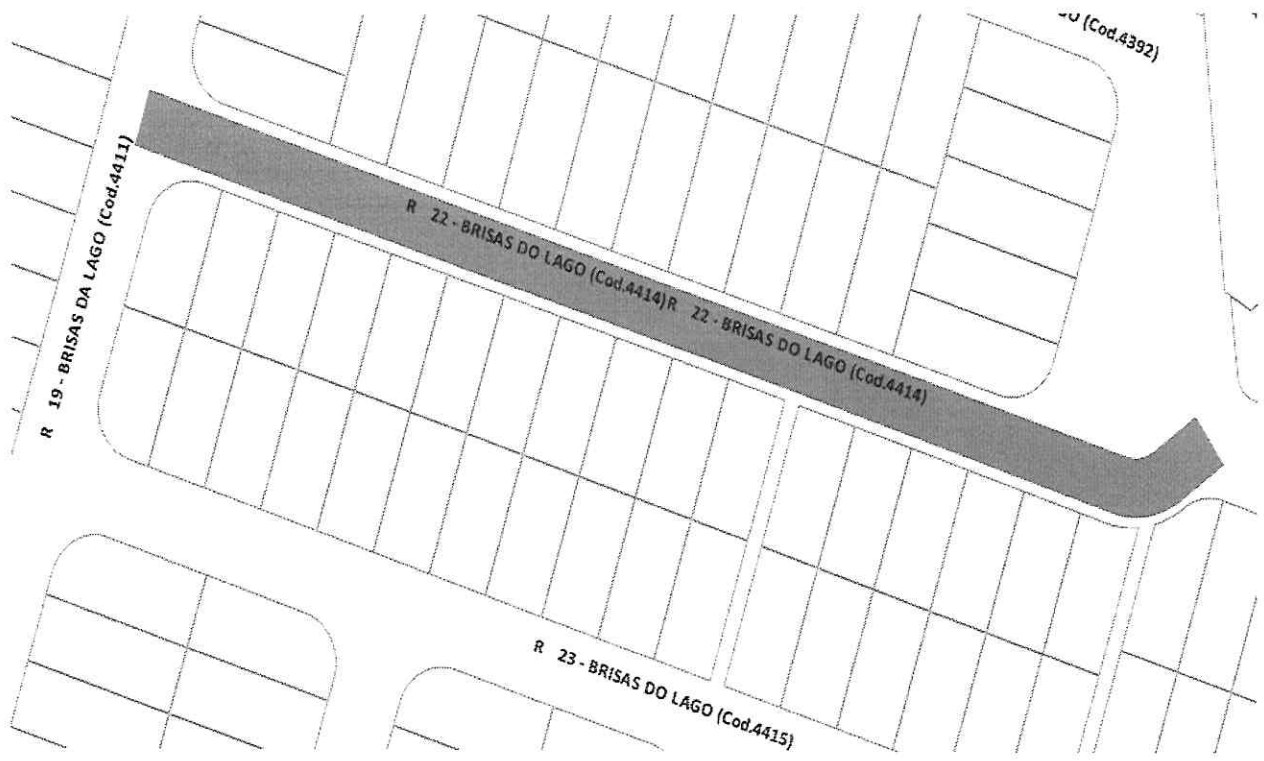 (Cod.4392)
R 22 - BRISAS DO LAGO (Cod.4414)
R 22 - BRISAS DO LAGO (Cod.4414)
R 19 - BRISAS DA LAGO (Cod.4411)
R 23 - BRISAS DO LAGO (Cod.4415)